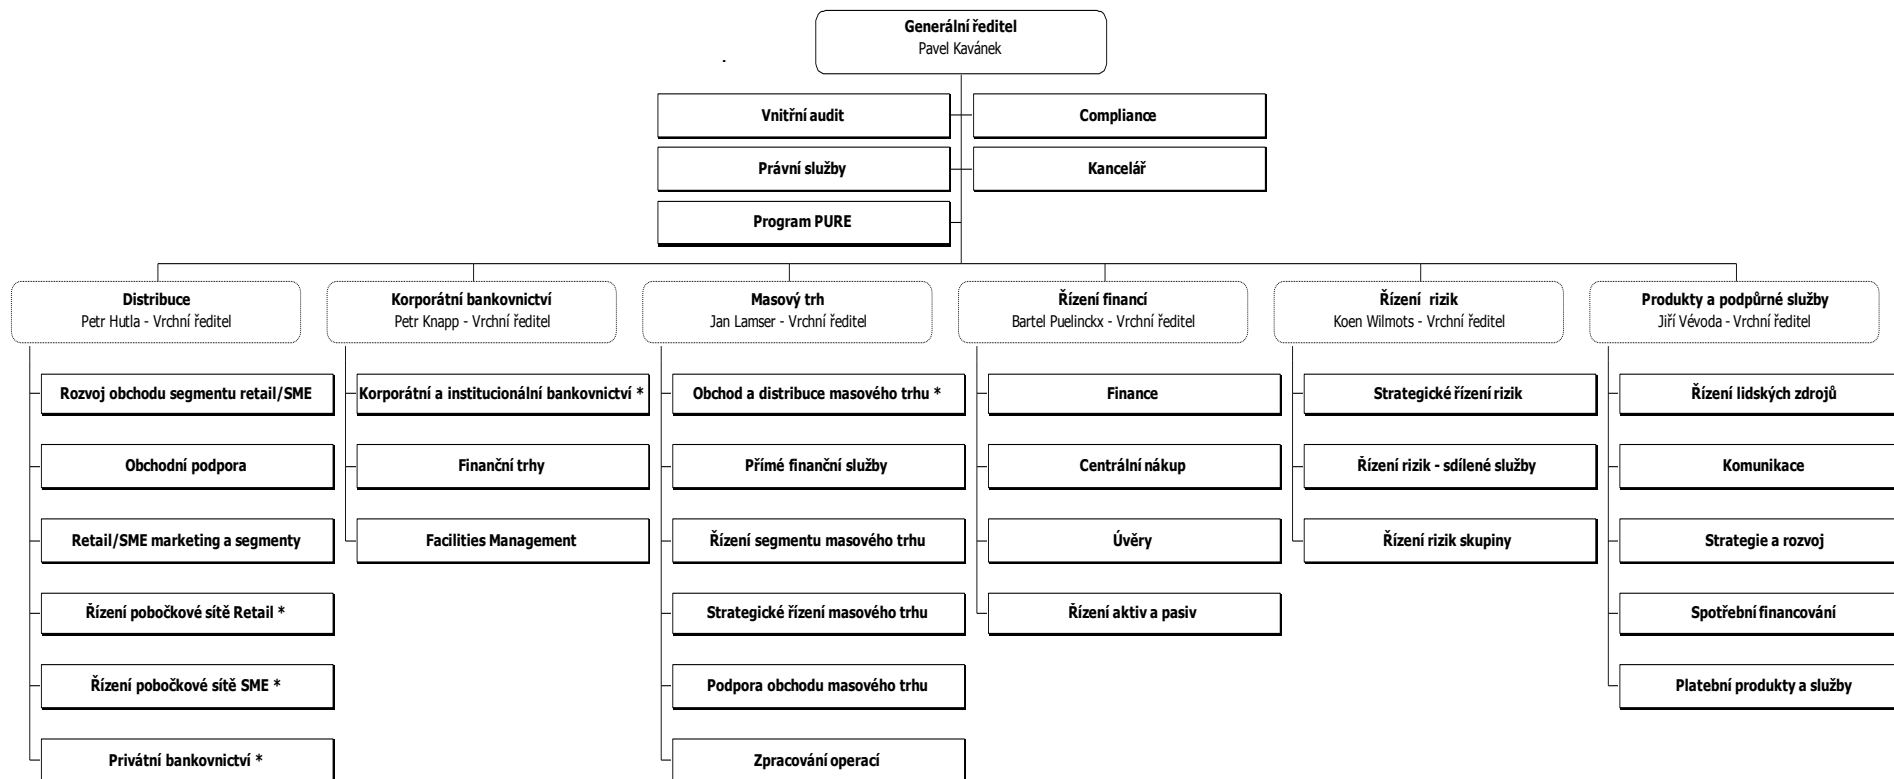 Generální ředitel
Pavel Kavánek
Vnitřní audit
Compliance
Právní služby
Kancelář
Program PURE
Distribuce
Petr Hutla - Vrchní ředitel
Korporátní bankovnictví
Petr Knapp - Vrchní ředitel
Masový trh
Jan Lamser - Vrchní ředitel
Řízení financí
Bartel Puelinckx - Vrchní ředitel
Řízení rizik
Koen Wilmots - Vrchní ředitel
Produkty a podpůrné služby
Jiří Vévoda - Vrchní ředitel
Rozvoj obchodu segmentu retail/SME
Korporátní a institucionální bankovnictví *
Obchod a distribuce masového trhu *
Finance
Strategické řízení rizik
Řízení lidských zdrojů
Obchodní podpora
Finanční trhy
Přímé finanční služby
Centrální nákup
Řízení rizik - sdílené služby
Komunikace
Retail/SME marketing a segmenty
Facilities Management
Řízení segmentu masového trhu
Úvěry
Řízení rizik skupiny
Strategie a rozvoj
Řízení pobočkové sítě Retail *
Strategické řízení masového trhu
Řízení aktiv a pasiv
Spotřební financování
Řízení pobočkové sítě SME *
Podpora obchodu masového trhu
Platební produkty a služby
Privátní bankovnictví *
Zpracování operací